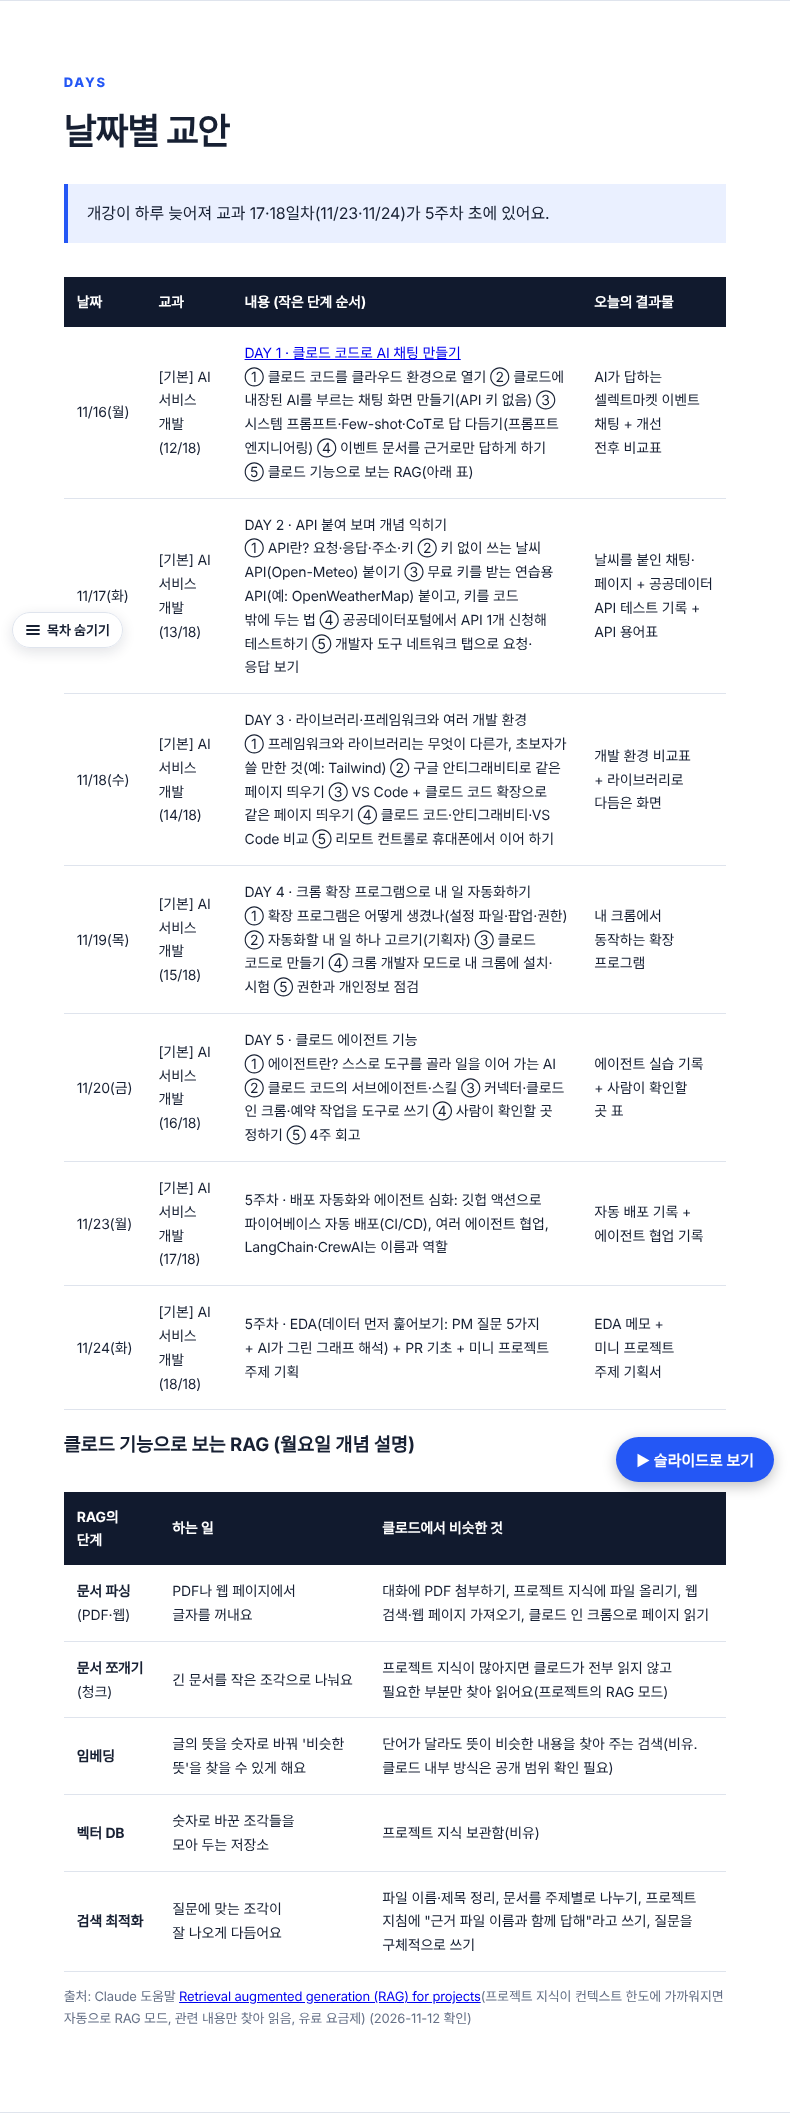 DAYS
날짜별 교안
개강이 하루 늦어져 교과 17·18일차(11/23·11/24)가 5주차 초에 있어요.
날짜 교과 내용 (작은 단계 순서) 오늘의 결과물
11/16(월)
[기본] AI
서비스
개발
(12/18)
DAY 1 · 클로드 코드로 AI 채팅 만들기
① 클로드 코드를 클라우드 환경으로 열기 ② 클로드에
내장된 AI를 부르는 채팅 화면 만들기(API 키 없음) ③
시스템 프롬프트·Few-shot·CoT로 답 다듬기(프롬프트
엔지니어링) ④ 이벤트 문서를 근거로만 답하게 하기
⑤ 클로드 기능으로 보는 RAG(아래 표)
AI가 답하는
셀렉트마켓 이벤트
채팅 + 개선
전후 비교표
11/17(화)
[기본] AI
서비스
개발
(13/18)
DAY 2 · API 붙여 보며 개념 익히기
① API란? 요청·응답·주소·키 ② 키 없이 쓰는 날씨
API(Open-Meteo) 붙이기 ③ 무료 키를 받는 연습용
API(예: OpenWeatherMap) 붙이고, 키를 코드
밖에 두는 법 ④ 공공데이터포털에서 API 1개 신청해
테스트하기 ⑤ 개발자 도구 네트워크 탭으로 요청·
응답 보기
날씨를 붙인 채팅·
페이지 + 공공데이터
API 테스트 기록 +
API 용어표
목차 숨기기
11/18(수)
[기본] AI
서비스
개발
(14/18)
DAY 3 · 라이브러리·프레임워크와 여러 개발 환경
① 프레임워크와 라이브러리는 무엇이 다른가, 초보자가
쓸 만한 것(예: Tailwind) ② 구글 안티그래비티로 같은
페이지 띄우기 ③ VS Code + 클로드 코드 확장으로
같은 페이지 띄우기 ④ 클로드 코드·안티그래비티·VS
Code 비교 ⑤ 리모트 컨트롤로 휴대폰에서 이어 하기
개발 환경 비교표
+ 라이브러리로
다듬은 화면
11/19(목)
[기본] AI
서비스
개발
(15/18)
DAY 4 · 크롬 확장 프로그램으로 내 일 자동화하기
① 확장 프로그램은 어떻게 생겼나(설정 파일·팝업·권한)
② 자동화할 내 일 하나 고르기(기획자) ③ 클로드
코드로 만들기 ④ 크롬 개발자 모드로 내 크롬에 설치·
시험 ⑤ 권한과 개인정보 점검
내 크롬에서
동작하는 확장
프로그램
11/20(금)
[기본] AI
서비스
개발
(16/18)
DAY 5 · 클로드 에이전트 기능
① 에이전트란? 스스로 도구를 골라 일을 이어 가는 AI
② 클로드 코드의 서브에이전트·스킬 ③ 커넥터·클로드
인 크롬·예약 작업을 도구로 쓰기 ④ 사람이 확인할 곳
정하기 ⑤ 4주 회고
에이전트 실습 기록
+ 사람이 확인할
곳 표
11/23(월)
[기본] AI
서비스
개발
(17/18)
5주차 · 배포 자동화와 에이전트 심화: 깃헙 액션으로
파이어베이스 자동 배포(CI/CD), 여러 에이전트 협업,
LangChain·CrewAI는 이름과 역할
자동 배포 기록 +
에이전트 협업 기록
11/24(화)
[기본] AI
서비스
개발
(18/18)
5주차 · EDA(데이터 먼저 훑어보기: PM 질문 5가지
+ AI가 그린 그래프 해석) + PR 기초 + 미니 프로젝트
주제 기획
EDA 메모 +
미니 프로젝트
주제 기획서
클로드 기능으로 보는 RAG (월요일 개념 설명)
▶ 슬라이드로 보기
RAG의
단계
하는 일
클로드에서 비슷한 것
문서 파싱
(PDF·웹)
PDF나 웹 페이지에서
글자를 꺼내요
대화에 PDF 첨부하기, 프로젝트 지식에 파일 올리기, 웹
검색·웹 페이지 가져오기, 클로드 인 크롬으로 페이지 읽기
문서 쪼개기
(청크)
긴 문서를 작은 조각으로 나눠요
프로젝트 지식이 많아지면 클로드가 전부 읽지 않고
필요한 부분만 찾아 읽어요(프로젝트의 RAG 모드)
임베딩
글의 뜻을 숫자로 바꿔 '비슷한
뜻'을 찾을 수 있게 해요
단어가 달라도 뜻이 비슷한 내용을 찾아 주는 검색(비유.
클로드 내부 방식은 공개 범위 확인 필요)
벡터 DB
숫자로 바꾼 조각들을
모아 두는 저장소
프로젝트 지식 보관함(비유)
검색 최적화
질문에 맞는 조각이
잘 나오게 다듬어요
파일 이름·제목 정리, 문서를 주제별로 나누기, 프로젝트
지침에 "근거 파일 이름과 함께 답해"라고 쓰기, 질문을
구체적으로 쓰기
출처: Claude 도움말 Retrieval augmented generation (RAG) for projects(프로젝트 지식이 컨텍스트 한도에 가까워지면
자동으로 RAG 모드, 관련 내용만 찾아 읽음, 유료 요금제) (2026-11-12 확인)